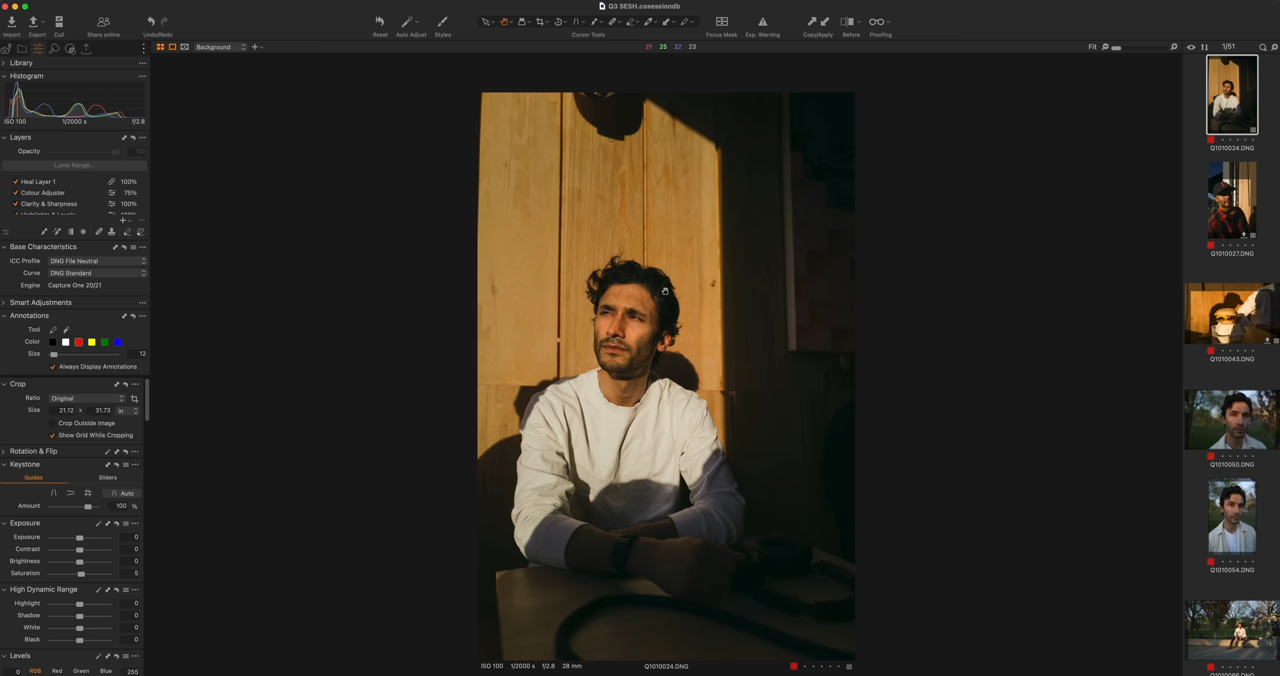 Q3 SESH.cosessiondb
Import Export Cull Share online Undo/Redo Reset Auto Adjust Styles Cursor Tools Focus Mask Exp. Warning Copy/Apply Before Proofing
Background 21 25 22 23 Fit 1/51
Library
Histogram
ISO 100 1/2000 s f/2.8
Layers
Opacity
Luma Range...
Heal Layer 1 100%
Colour Adjuster 75%
Clarity & Sharpness 100%
Base Characteristics
ICC Profile DNG File Neutral
Curve DNG Standard
Engine Capture One 20/21
Smart Adjustments
Annotations
Tool
Color
Size 12
Always Display Annotations
Crop
Ratio Original
Size 21.12 x 31.73 in
Crop Outside Image
Show Grid While Cropping
Rotation & Flip
Keystone
Guides Sliders
Auto
Amount 100 %
Exposure
Exposure 0
Contrast 0
Brightness 0
Saturation 5
High Dynamic Range
Highlight 0
Shadow 0
White 0
Black 0
Levels
0 RGB Red Green Blue 255
ISO 100 1/2000 s f/2.8 28 mm Q1010024.DNG
Q1010024.DNG
Q1010027.DNG
Q1010043.DNG
Q1010050.DNG
Q1010054.DNG